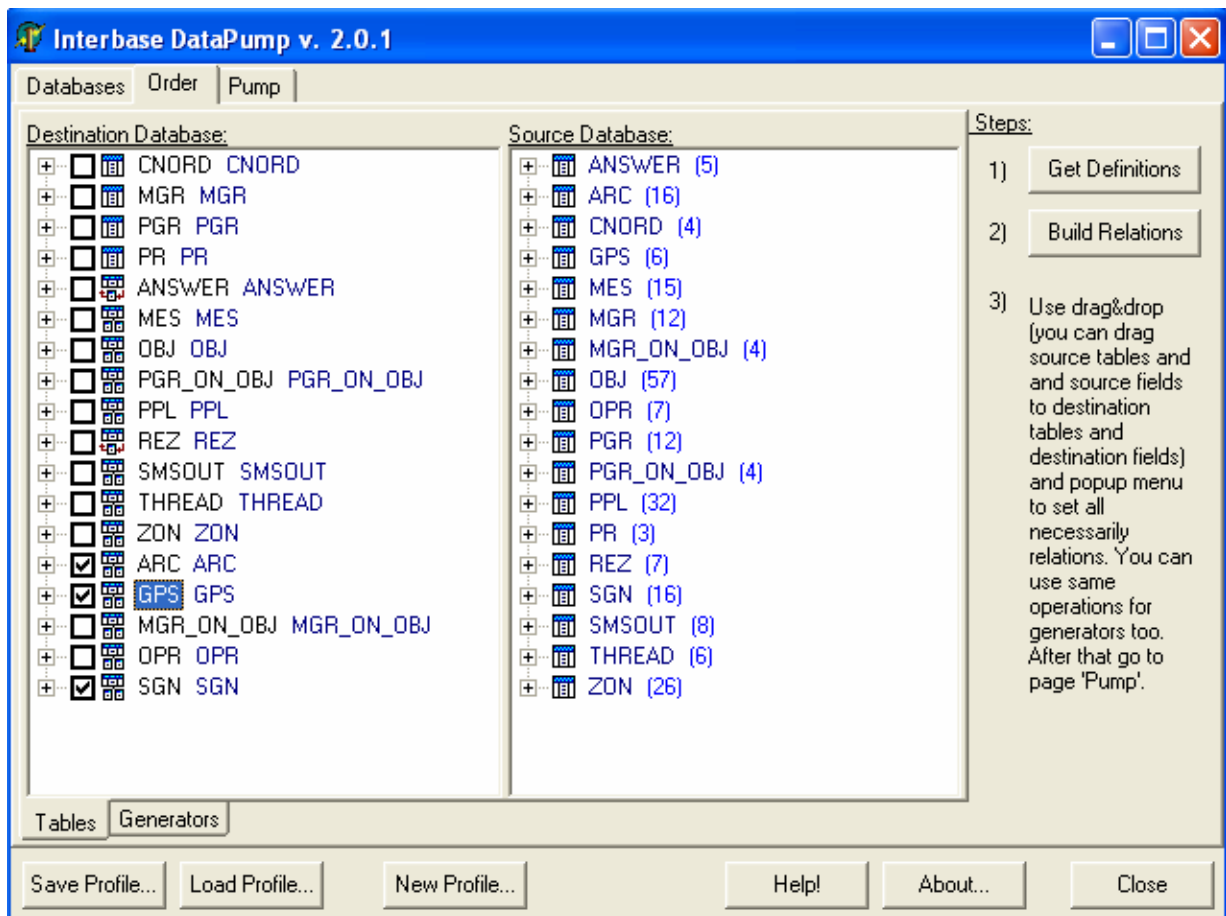 Interbase DataPump v. 2.0.1
Databases Order Pump
Destination Database:
CNORD CNORD
MGR MGR
PGR PGR
PR PR
ANSWER ANSWER
MES MES
OBJ OBJ
PGR_ON_OBJ PGR_ON_OBJ
PPL PPL
REZ REZ
SMSOUT SMSOUT
THREAD THREAD
ZON ZON
ARC ARC
GPS GPS
MGR_ON_OBJ MGR_ON_OBJ
OPR OPR
SGN SGN
Source Database:
ANSWER (5)
ARC (16)
CNORD (4)
GPS (6)
MES (15)
MGR (12)
MGR_ON_OBJ (4)
OBJ (57)
OPR (7)
PGR (12)
PGR_ON_OBJ (4)
PPL (32)
PR (3)
REZ (7)
SGN (16)
SMSOUT (8)
THREAD (6)
ZON (26)
Steps:
1) Get Definitions
2) Build Relations
3) Use drag&drop
(you can drag
source tables and
and source fields
to destination
tables and
destination fields)
and popup menu
to set all
necessarily
relations. You can
use same
operations for
generators too.
After that go to
page 'Pump'.
Tables Generators
Save Profile... Load Profile... New Profile... Help! About... Close